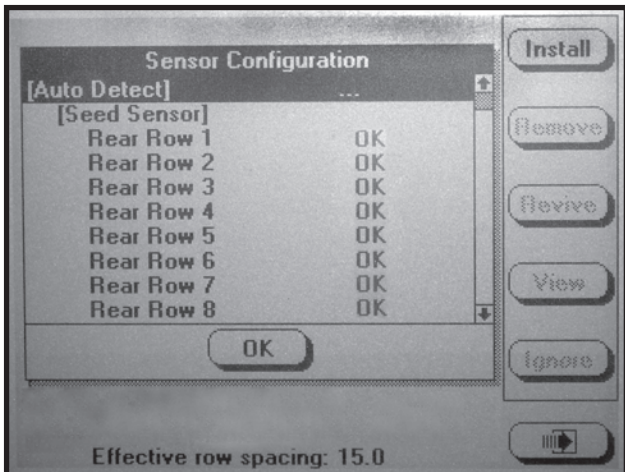 Sensor Configuration
[Auto Detect] ...
[Seed Sensor]
Rear Row 1 OK
Rear Row 2 OK
Rear Row 3 OK
Rear Row 4 OK
Rear Row 5 OK
Rear Row 6 OK
Rear Row 7 OK
Rear Row 8 OK
OK
Effective row spacing: 15.0
Install
Remove
Revive
View
Ignore